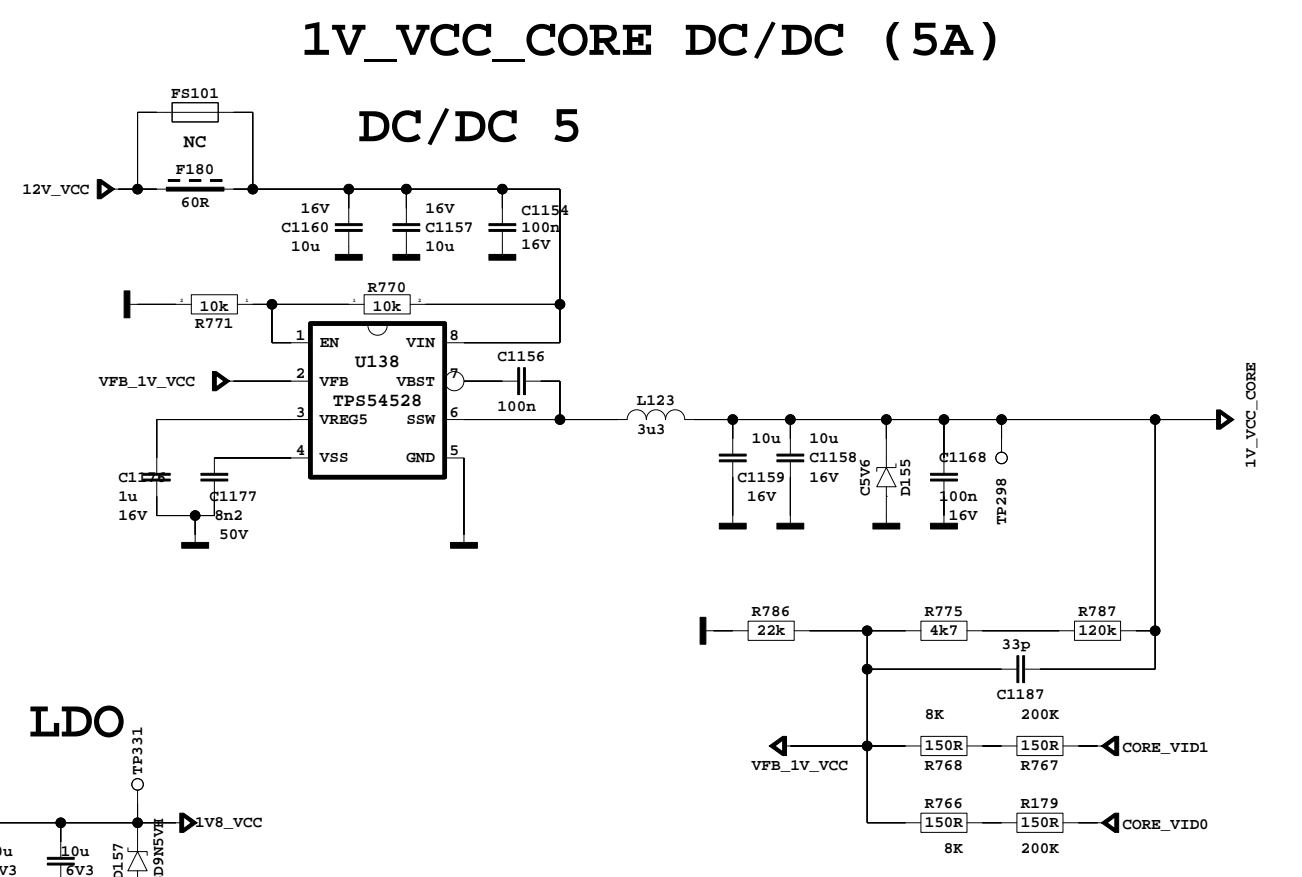 1V_VCC_CORE DC/DC (5A)
FS101
DC/DC 5
NC
F180
12V_VCC
60R
16V
C1160
10u
16V
C1157
10u
C1154
100n
16V
R770
10k
10k
R771
1 EN VIN 8
U138
C1156
VFB_1V_VCC
2 VFB VBST 7
TPS54528
100n
3 VREG5 SSW 6
4 VSS GND 5
L123
3u3
1V_VCC_CORE
C1176
1u
16V
C1177
8n2
50V
10u
C1159
16V
10u
C1158
16V
C5V6
D155
C1168
100n
16V
TP298
R786
22k
R775
4k7
R787
120k
33p
C1187
8K 200K
150R 150R CORE_VID1
VFB_1V_VCC
R768 R767
R766 R179
150R 150R CORE_VID0
8K 200K
LDO
TP331
1V8_VCC
10u
6V3
D157